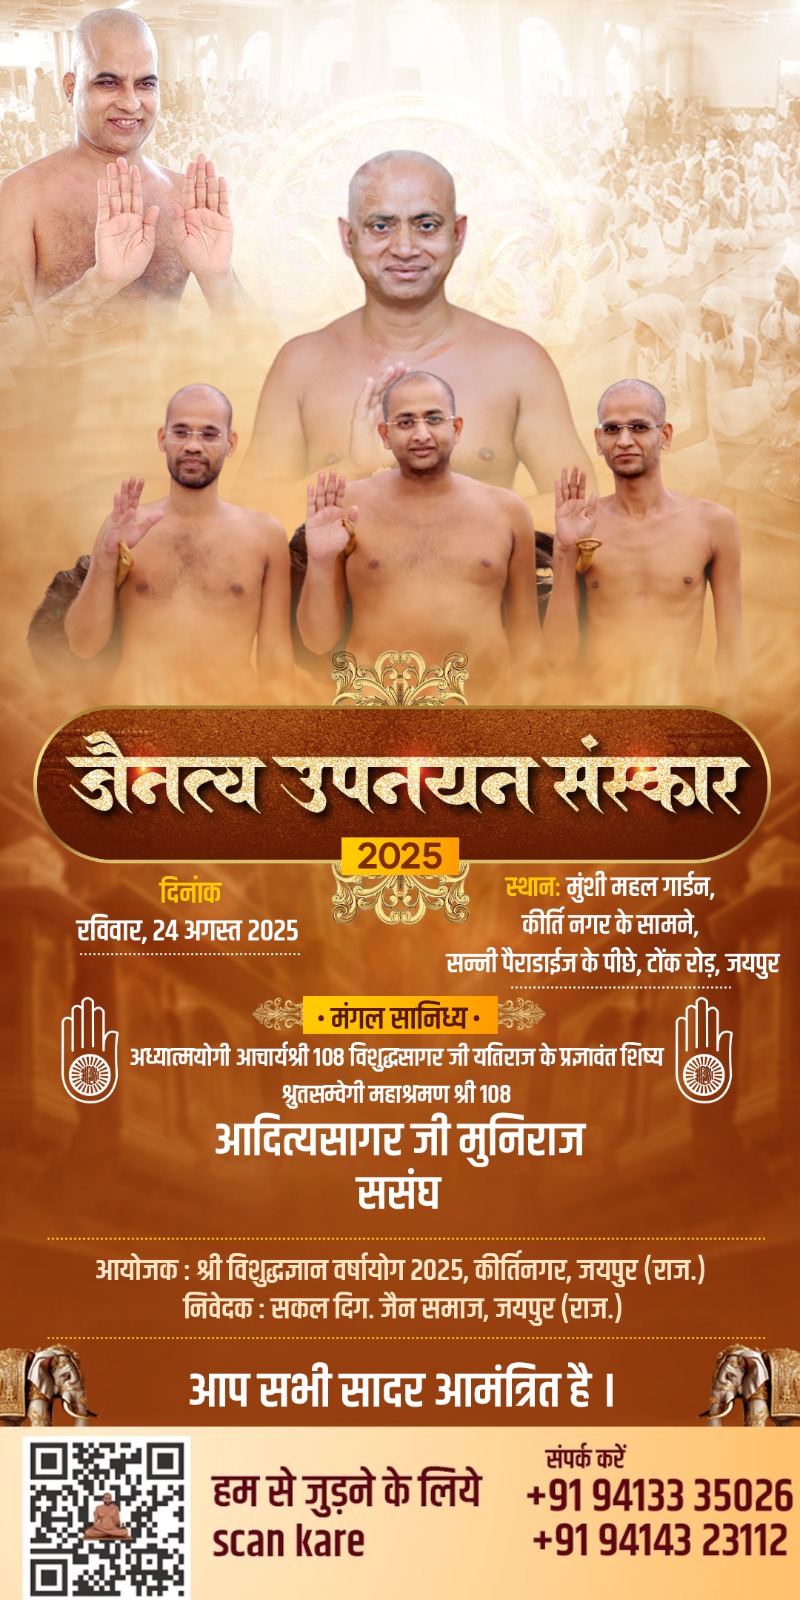 जैनत्य उपनयन संस्कार
2025
दिनांक
रविवार, 24 अगस्त 2025
स्थान: मुंशी महल गार्डन,
कीर्ति नगर के सामने,
सन्नी पैराडाईज के पीछे, टोंक रोड़, जयपुर
• मंगल सानिध्य •
अध्यात्मयोगी आचार्यश्री 108 विशुद्धसागर जी यतिराज के प्रज्ञावंत शिष्य
श्रुतसम्वेगी महाश्रमण श्री 108
आदित्यसागर जी मुनिराज
ससंघ
आयोजक : श्री विशुद्धज्ञान वर्षायोग 2025, कीर्तिनगर, जयपुर (राज.)
निवेदक : सकल दिग. जैन समाज, जयपुर (राज.)
आप सभी सादर आमंत्रित है ।
हम से जुड़ने के लिये
scan kare
संपर्क करें
+91 94133 35026
+91 94143 23112